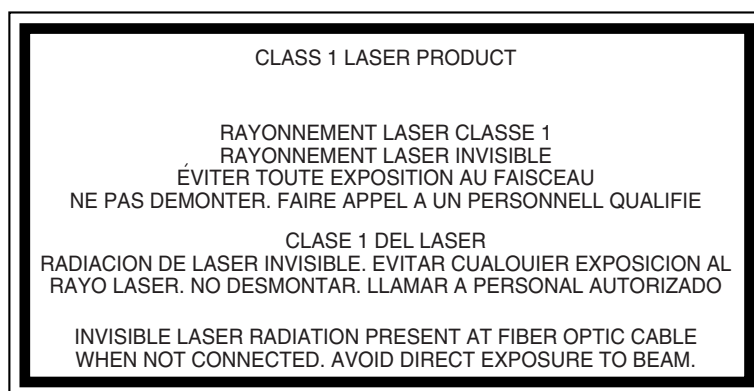 CLASS 1 LASER PRODUCT
RAYONNEMENT LASER CLASSE 1
RAYONNEMENT LASER INVISIBLE
ÉVITER TOUTE EXPOSITION AU FAISCEAU
NE PAS DEMONTER. FAIRE APPEL A UN PERSONNELL QUALIFIE
CLASE 1 DEL LASER
RADIACION DE LASER INVISIBLE. EVITAR CUALOUIER EXPOSICION AL
RAYO LASER. NO DESMONTAR. LLAMAR A PERSONAL AUTORIZADO
INVISIBLE LASER RADIATION PRESENT AT FIBER OPTIC CABLE
WHEN NOT CONNECTED. AVOID DIRECT EXPOSURE TO BEAM.